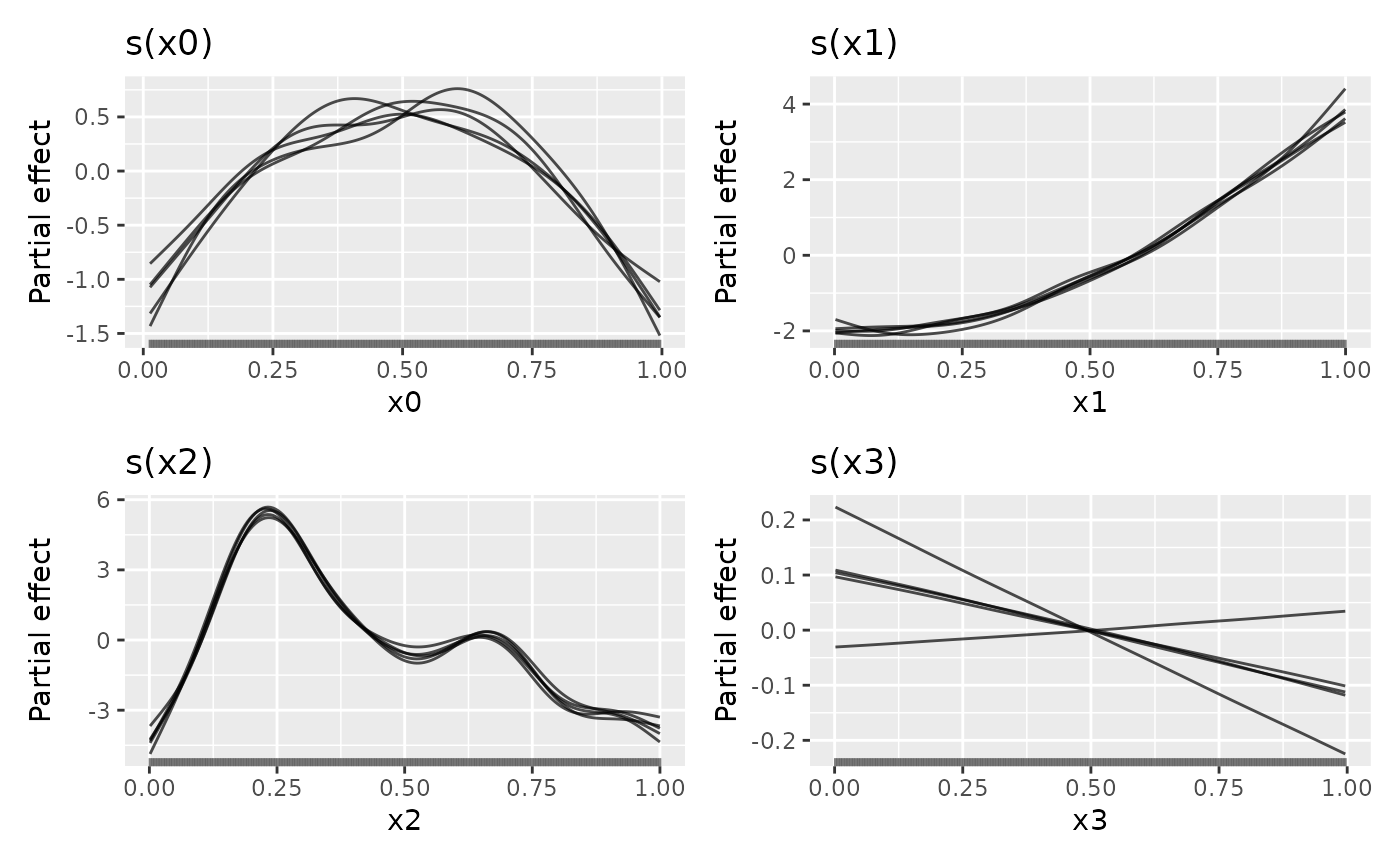 s(x0)
Partial effect
0.5
0.0
-0.5
-1.0
-1.5
0.00 0.25 0.50 0.75 1.00
x0
s(x1)
Partial effect
4
2
0
-2
0.00 0.25 0.50 0.75 1.00
x1
s(x2)
Partial effect
6
3
0
-3
0.00 0.25 0.50 0.75 1.00
x2
s(x3)
Partial effect
0.2
0.1
0.0
-0.1
-0.2
0.00 0.25 0.50 0.75 1.00
x3